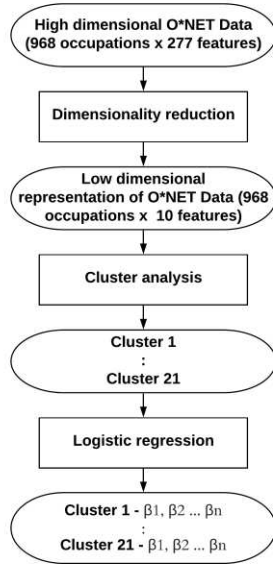 High dimensional O*NET Data
(968 occupations x 277 features)
Dimensionality reduction
Low dimensional
representation of O*NET Data (968
occupations x  10 features)
Cluster analysis
Cluster 1
:
Cluster 21
Logistic regression
Cluster 1 - β1, β2 ... βn
:
Cluster 21 - β1, β2 ... βn